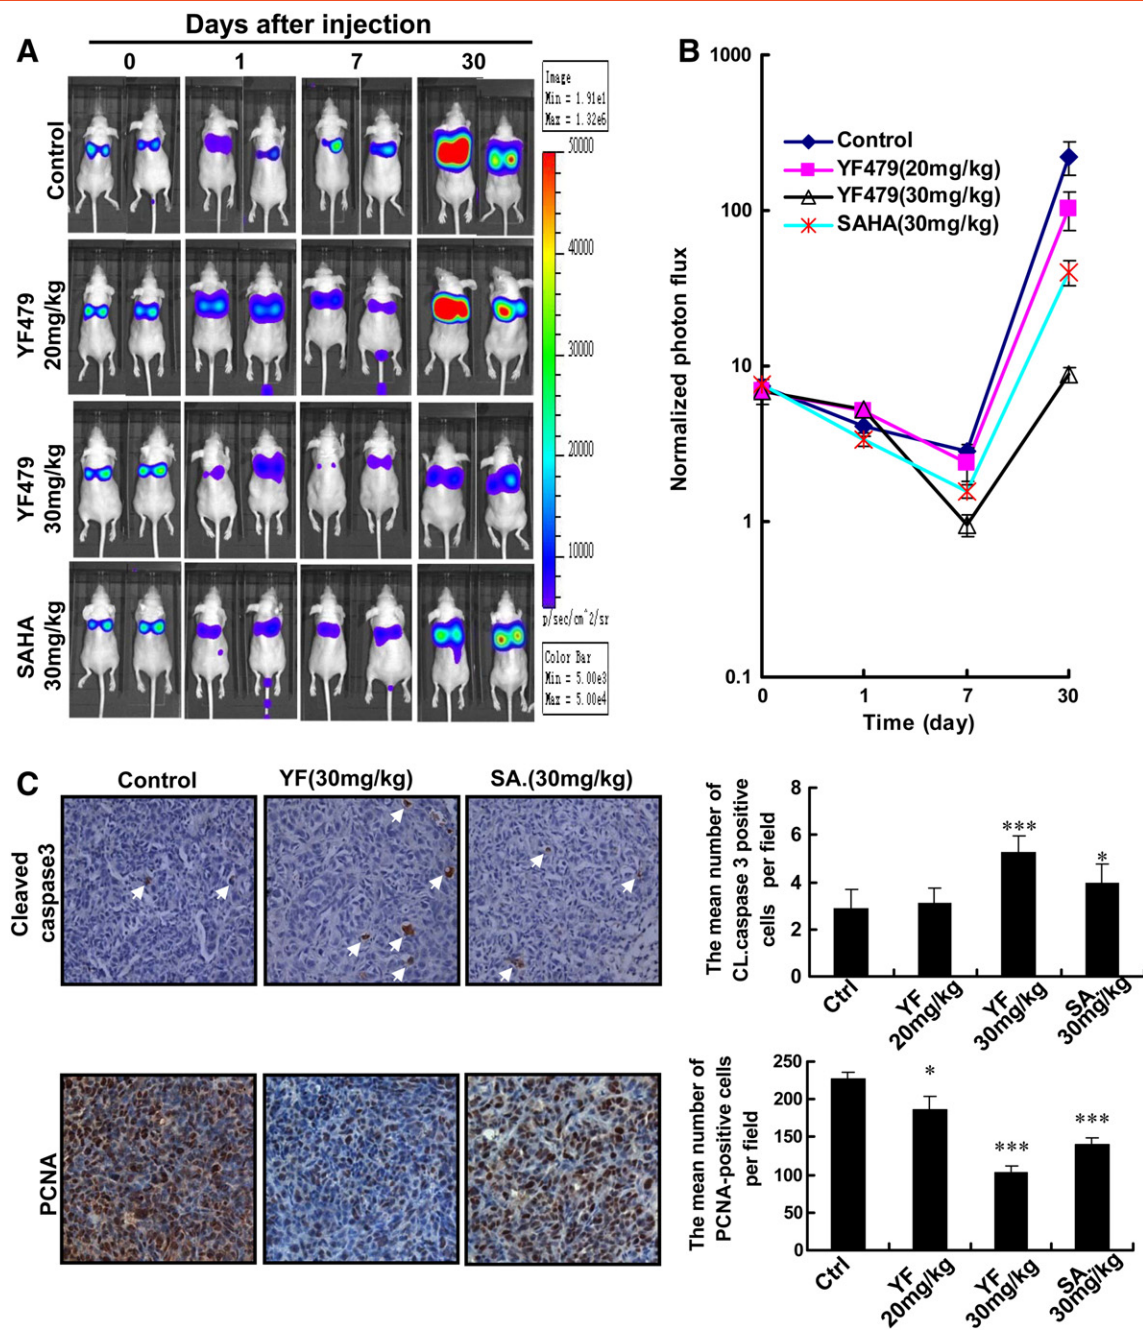 Days after injection
A
0 1 7 30
Control
YF479
20mg/kg
YF479
30mg/kg
SAHA
30mg/kg
Image
Min = 1.91e1
Max = 1.32e6
50000
40000
30000
20000
10000
p/sec/cm^2/sr
Color Bar
Min = 5.00e3
Max = 5.00e4
B
Normalized photon flux
1000
100
10
1
0.1
Control
YF479(20mg/kg)
YF479(30mg/kg)
SAHA(30mg/kg)
0 1 7 30
Time (day)
C
Control YF(30mg/kg) SA.(30mg/kg)
Cleaved
caspase3
PCNA
The mean number of
CL.caspase 3 positive
cells per field
8
6
4
2
0
***
*
Ctrl
YF
20mg/kg
YF
30mg/kg
SA.
30mg/kg
The mean number of
PCNA-positive cells
per field
250
200
150
100
50
0
*
***
***
Ctrl
YF
20mg/kg
YF
30mg/kg
SA.
30mg/kg